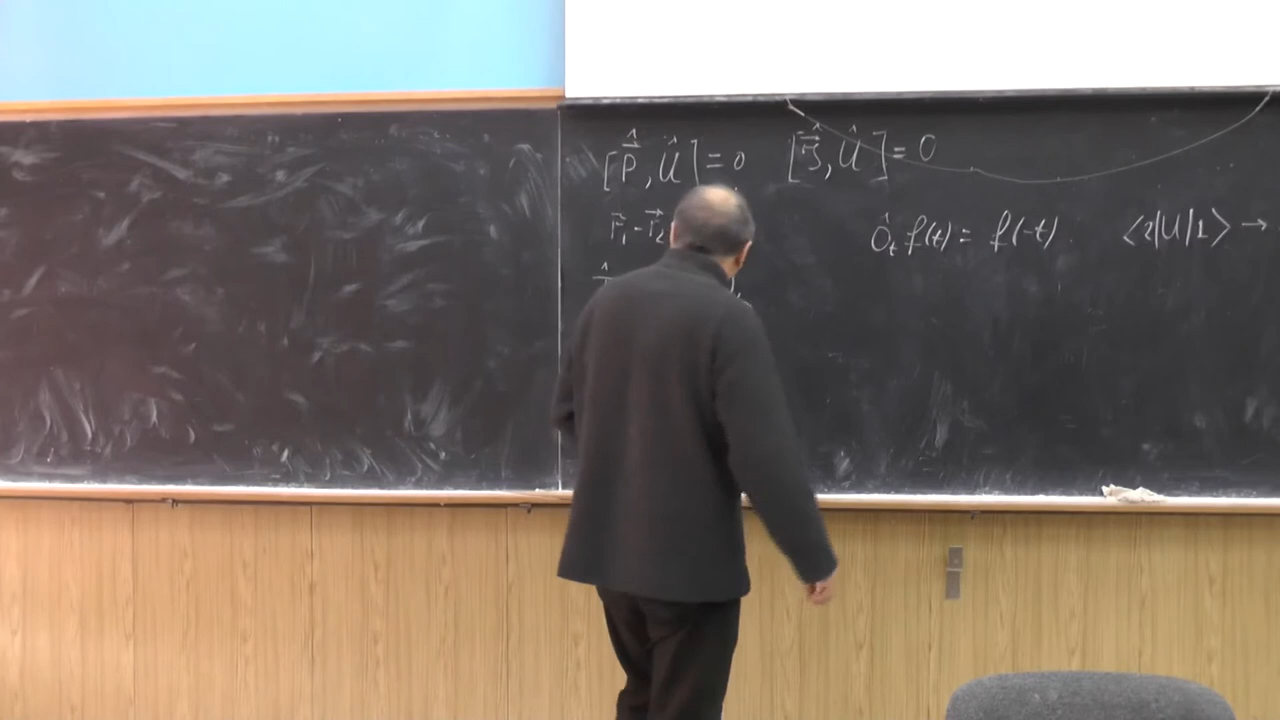 [P̂⃗, Û] = 0 [Ĵ⃗, Û] = 0
r⃗₁ - r⃗₂ Ô_t f(t) = f(-t) ⟨2|U|1⟩ →